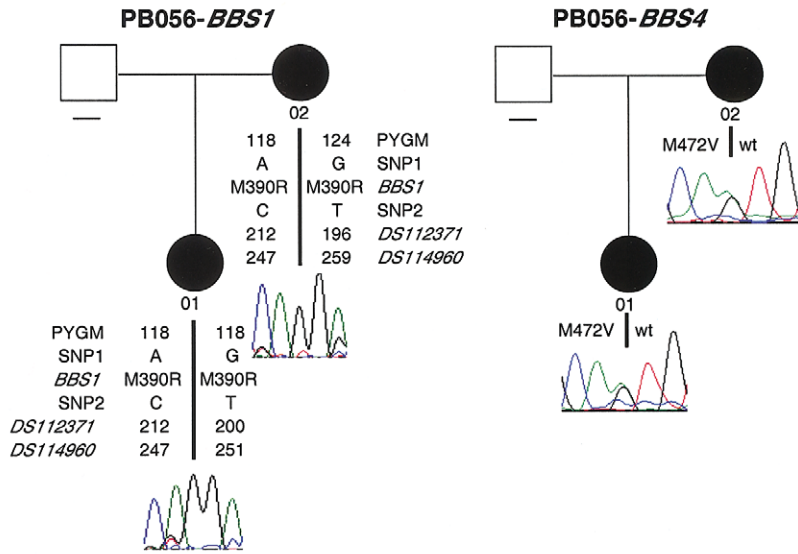 PB056-BBS1
02
118 124 PYGM
A G SNP1
M390R M390R BBS1
C T SNP2
212 196 DS112371
247 259 DS114960
01
PYGM 118 118
SNP1 A G
BBS1 M390R M390R
SNP2 C T
DS112371 212 200
DS114960 247 251
PB056-BBS4
02
M472V wt
01
M472V wt